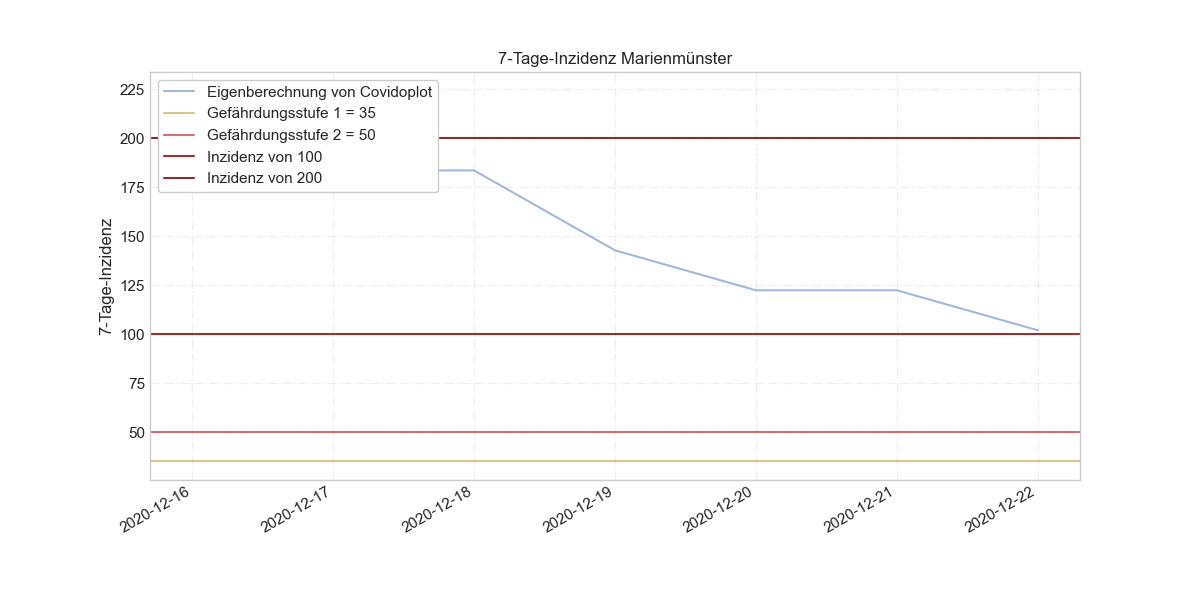 7-Tage-Inzidenz Marienmünster
Eigenberechnung von Covidoplot
Gefährdungsstufe 1 = 35
Gefährdungsstufe 2 = 50
Inzidenz von 100
Inzidenz von 200
7-Tage-Inzidenz
225
200
175
150
125
100
75
50
2020-12-16
2020-12-17
2020-12-18
2020-12-19
2020-12-20
2020-12-21
2020-12-22